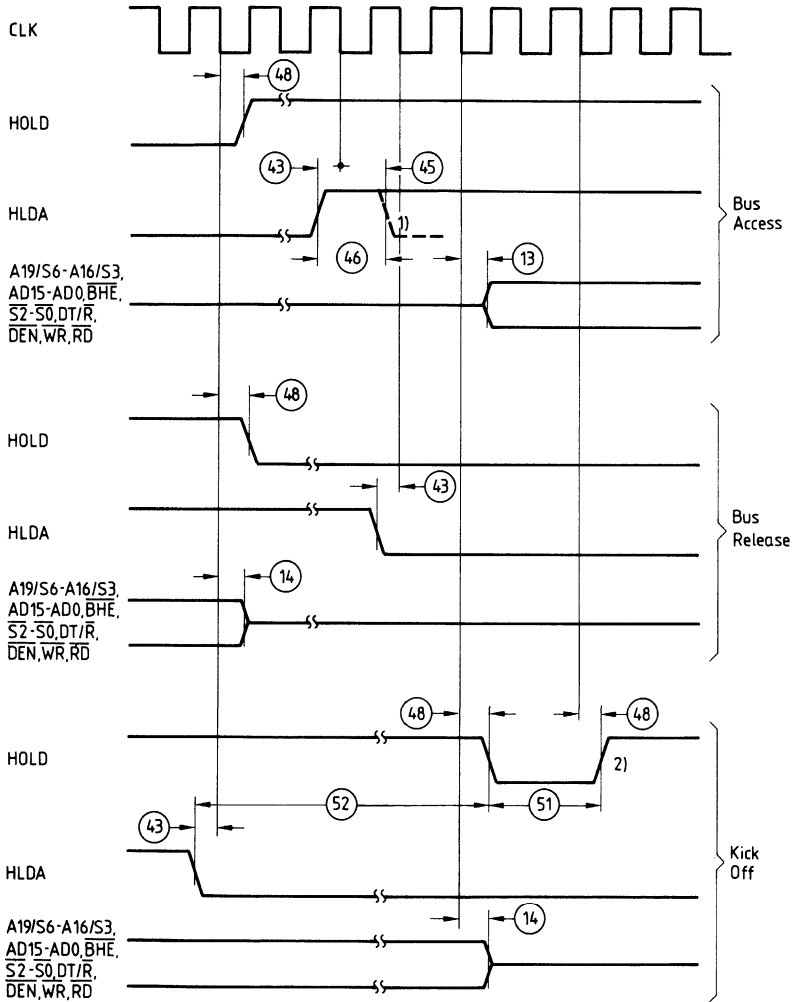 CLK
48
HOLD
43
45
HLDA
1)
Bus
Access
46
13
A19/S6-A16/S3,
AD15-AD0,BHE,
S2-S0,DT/R,
DEN,WR,RD
48
HOLD
43
HLDA
Bus
Release
14
A19/S6-A16/S3,
AD15-AD0,BHE,
S2-S0,DT/R,
DEN,WR,RD
48
48
HOLD
2)
52
51
43
HLDA
Kick
Off
14
A19/S6-A16/S3,
AD15-AD0,BHE,
S2-S0,DT/R,
DEN,WR,RD